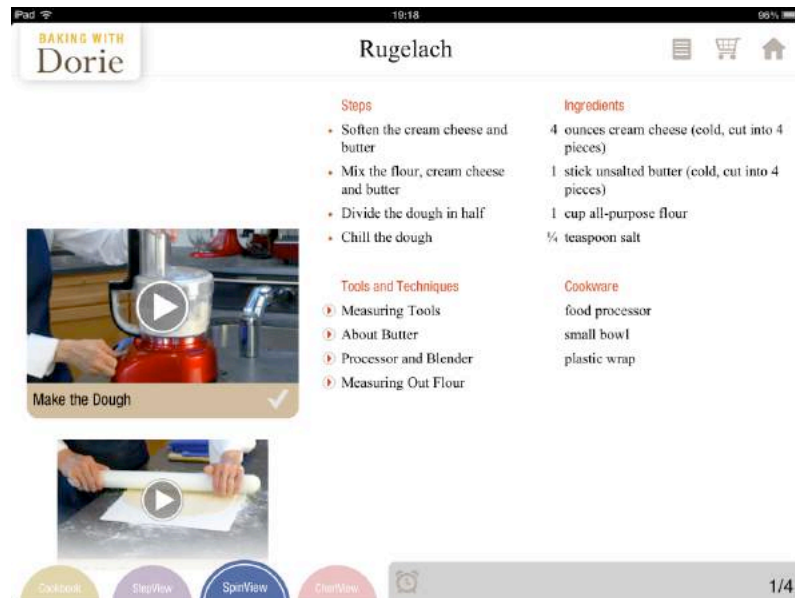 iPad 19:18 96%
BAKING WITH
Dorie
Rugelach
Steps
• Soften the cream cheese and
butter
• Mix the flour, cream cheese
and butter
• Divide the dough in half
• Chill the dough
Ingredients
4 ounces cream cheese (cold, cut into 4
pieces)
1 stick unsalted butter (cold, cut into 4
pieces)
1 cup all-purpose flour
¼ teaspoon salt
Tools and Techniques
Measuring Tools
About Butter
Processor and Blender
Measuring Out Flour
Cookware
food processor
small bowl
plastic wrap
Make the Dough
Cookbook StepView SpinView ChefView
1/4